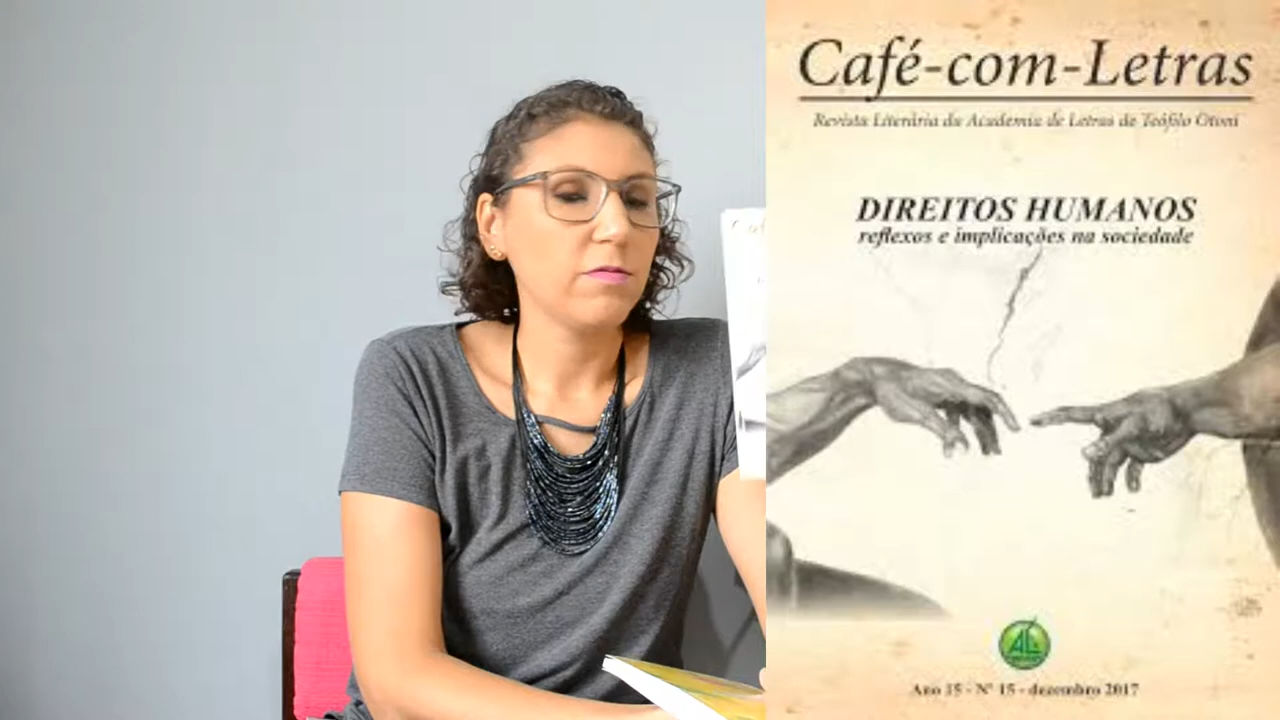 Café-com-Letras
Revista Literária da Academia de Letras de Teófilo Otoni
DIREITOS HUMANOS
reflexos e implicações na sociedade
Ano 15 - Nº 15 - dezembro 2017